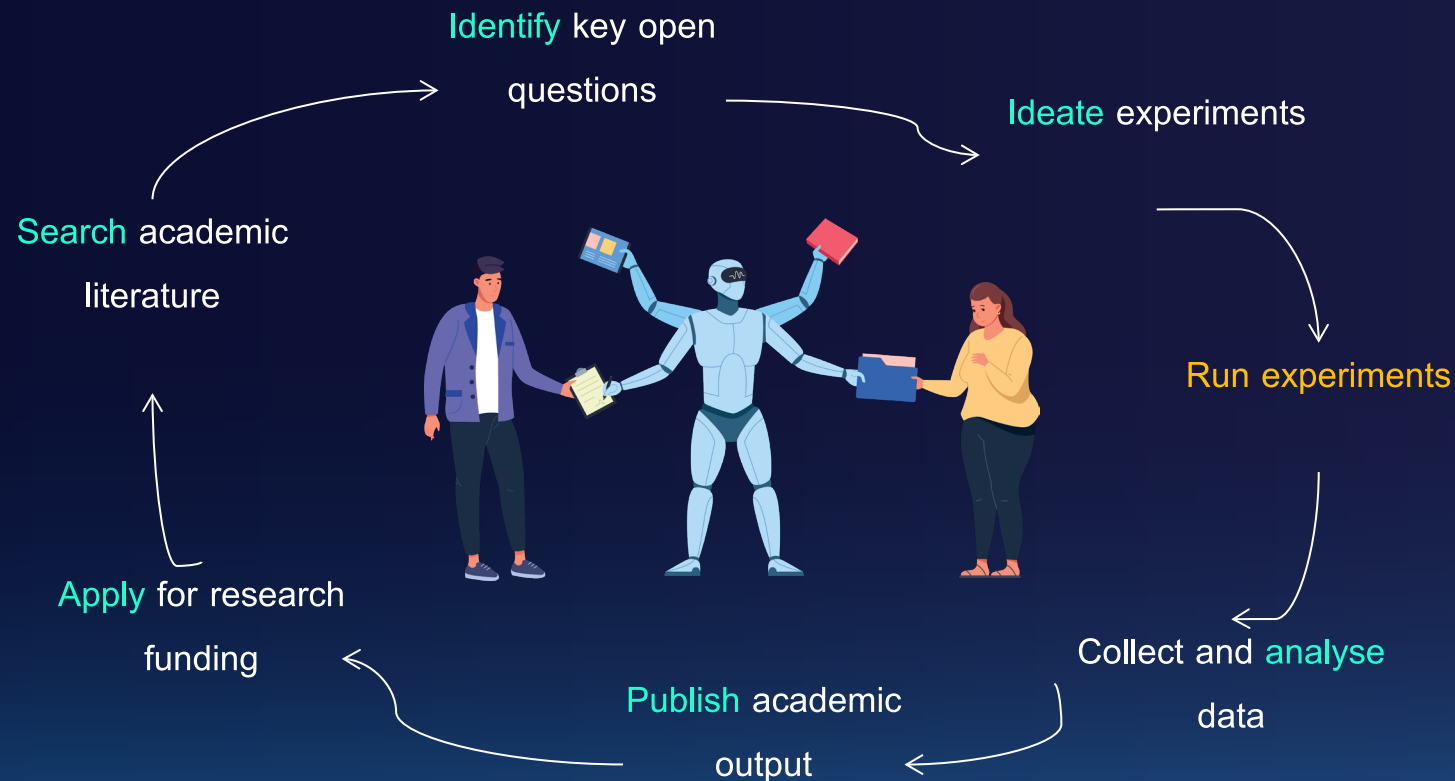 Identify key open
questions
Ideate experiments
Search academic
literature
Run experiments
Apply for research
funding
Collect and analyse
data
Publish academic
output